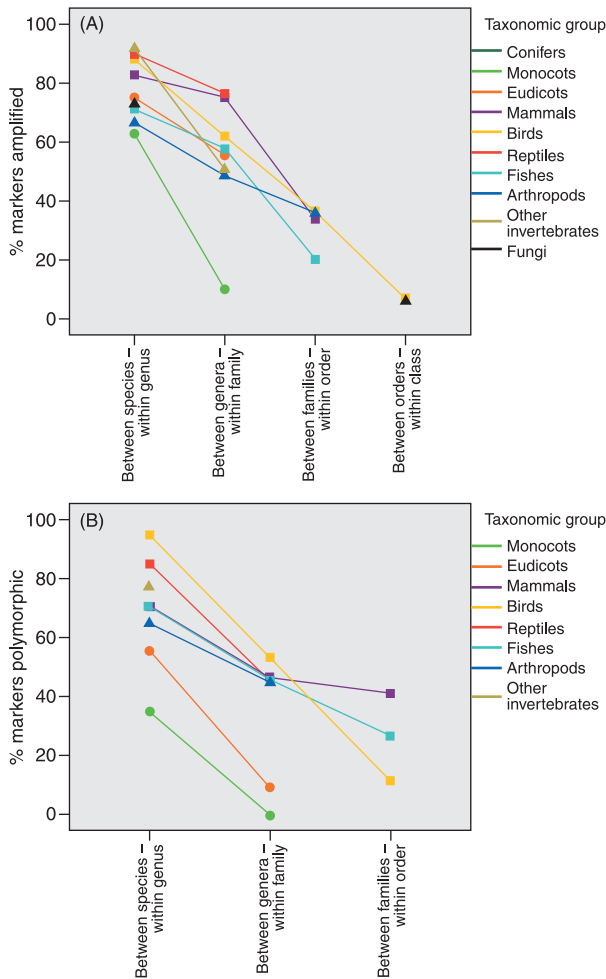 (A)
% markers amplified
100
80
60
40
20
0
Between species –
within genus
Between genera –
within family
Between families –
within order
Between orders –
within class
Taxonomic group
Conifers
Monocots
Eudicots
Mammals
Birds
Reptiles
Fishes
Arthropods
Other
invertebrates
Fungi
(B)
% markers polymorphic
100
80
60
40
20
0
Between species –
within genus
Between genera –
within family
Between families –
within order
Taxonomic group
Monocots
Eudicots
Mammals
Birds
Reptiles
Fishes
Arthropods
Other
invertebrates